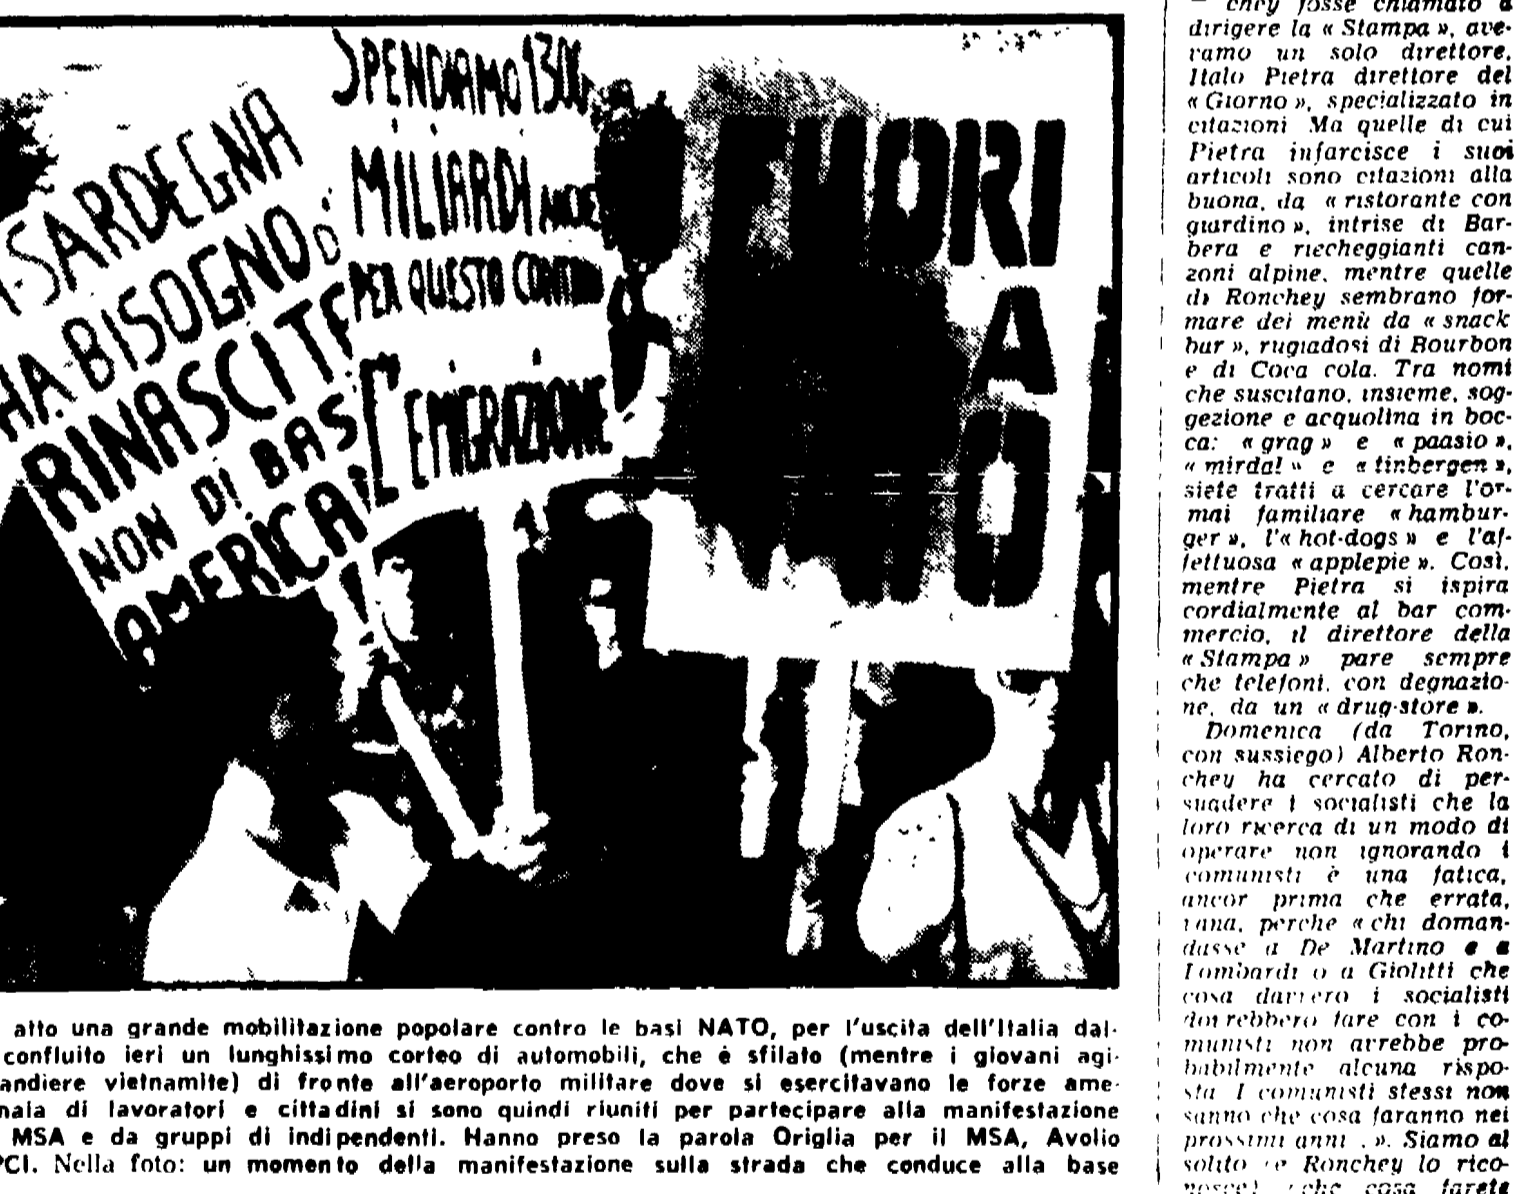 SARDEGNA
HA BISOGNO DI
RINASCITE
NON DI BAS
AMERICA
SPENDIAMO 1300
MILIARDI
PER QUESTO
L'EMIGRAZIONE
FUORI
NATO
atto una grande mobilitazione popolare contro le basi NATO, per l'uscita dell'Italia dal-
confluito ieri un lunghissimo corteo di automobili, che è sfilato (mentre i giovani agi-
andiere vietnamite) di fronte all'aeroporto militare dove si esercitavano le forze ame-
naia di lavoratori e cittadini si sono quindi riuniti per partecipare alla manifestazione
MSA e da gruppi di indipendenti. Hanno preso la parola Origlia per il MSA, Avolio
PCI. Nella foto: un momento della manifestazione sulla strada che conduce alla base
chey fosse chiamato a
dirigere la « Stampa », ave-
vamo un solo direttore,
Italo Pietra direttore del
« Giorno », specializzato in
citazioni Ma quelle di cui
Pietra infarcisce i suoi
articoli sono citazioni alla
buona, da « ristorante con
giardino », intrise di Bar-
bera e riecheggianti can-
zoni alpine, mentre quelle
di Ronchey sembrano for-
mare dei menù da « snack
bar », rugiadosi di Bourbon
e di Coca cola. Tra nomi
che suscitano, insieme, sog-
gezione e acquolina in boc-
ca: « grag » e « paasio »,
« mirdal » e « tinbergen »,
siete tratti a cercare l'or-
mai familiare « hambur-
ger », l'« hot-dogs » e l'af-
fettuosa « applepie ». Così,
mentre Pietra si ispira
cordialmente al bar com-
mercio, il direttore della
« Stampa » pare sempre
che telefoni, con degnazio-
ne, da un « drug-store ».
Domenica (da Torino,
con sussiego) Alberto Ron-
chey ha cercato di per-
suadere i socialisti che la
loro ricerca di un modo di
operare non ignorando i
comunisti è una fatica,
ancor prima che errata,
vana, perche « chi doman-
dasse a De Martino e a
Lombardi o a Giolitti che
cosa davvero i socialisti
dovrebbero fare con i co-
munisti non avrebbe pro-
babilmente alcuna rispo-
sta I comunisti stessi non
sanno che cosa faranno nei
prossimi anni . ». Siamo al
solito (e Ronchey lo rico-
nosce) che cosa farete